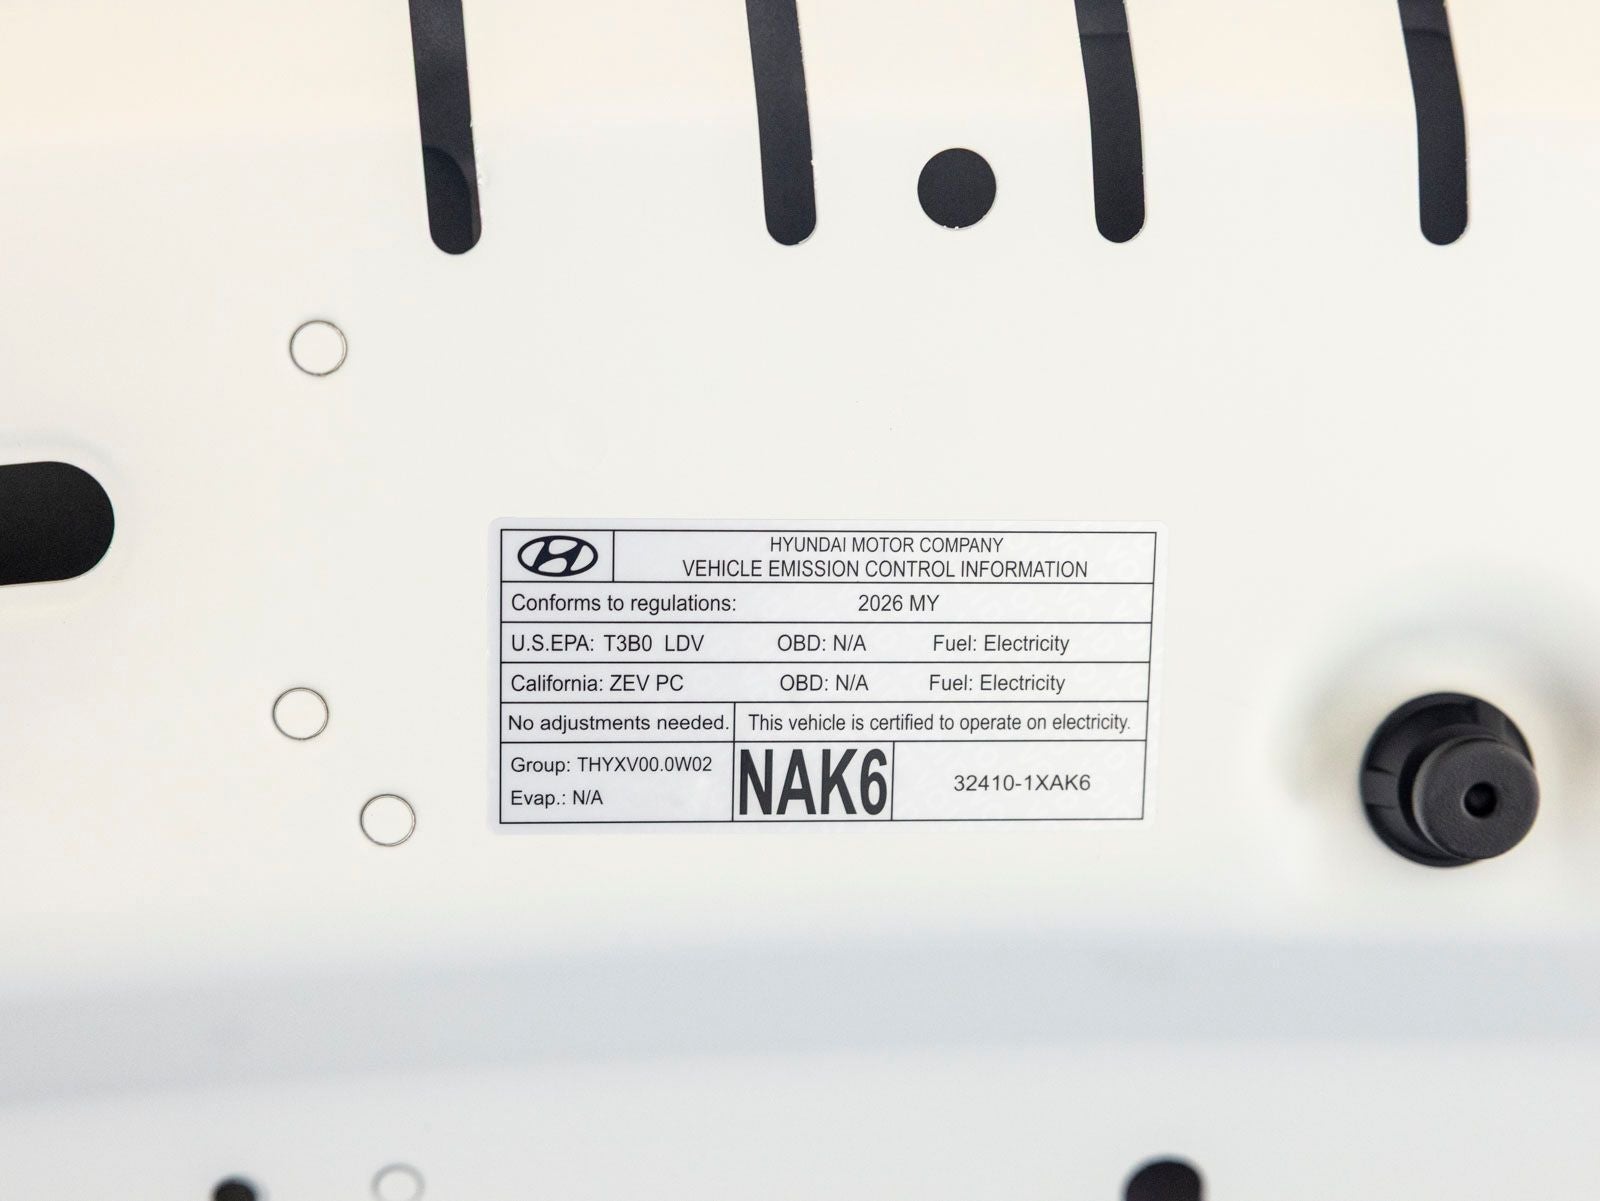 HYUNDAI MOTOR COMPANY
VEHICLE EMISSION CONTROL INFORMATION
Conforms to regulations: 2026 MY
U.S.EPA: T3B0 LDV OBD: N/A Fuel: Electricity
California: ZEV PC OBD: N/A Fuel: Electricity
No adjustments needed. This vehicle is certified to operate on electricity.
Group: THYXV00.0W02
Evap.: N/A
NAK6
32410-1XAK6